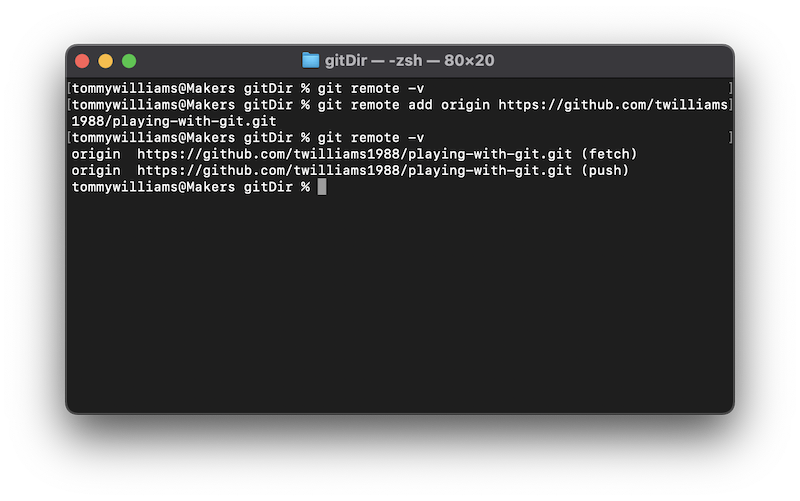 gitDir — -zsh — 80×20
[tommywilliams@Makers gitDir % git remote -v ]
[tommywilliams@Makers gitDir % git remote add origin https://github.com/twilliams]
1988/playing-with-git.git
[tommywilliams@Makers gitDir % git remote -v ]
origin  https://github.com/twilliams1988/playing-with-git.git (fetch)
origin  https://github.com/twilliams1988/playing-with-git.git (push)
tommywilliams@Makers gitDir %